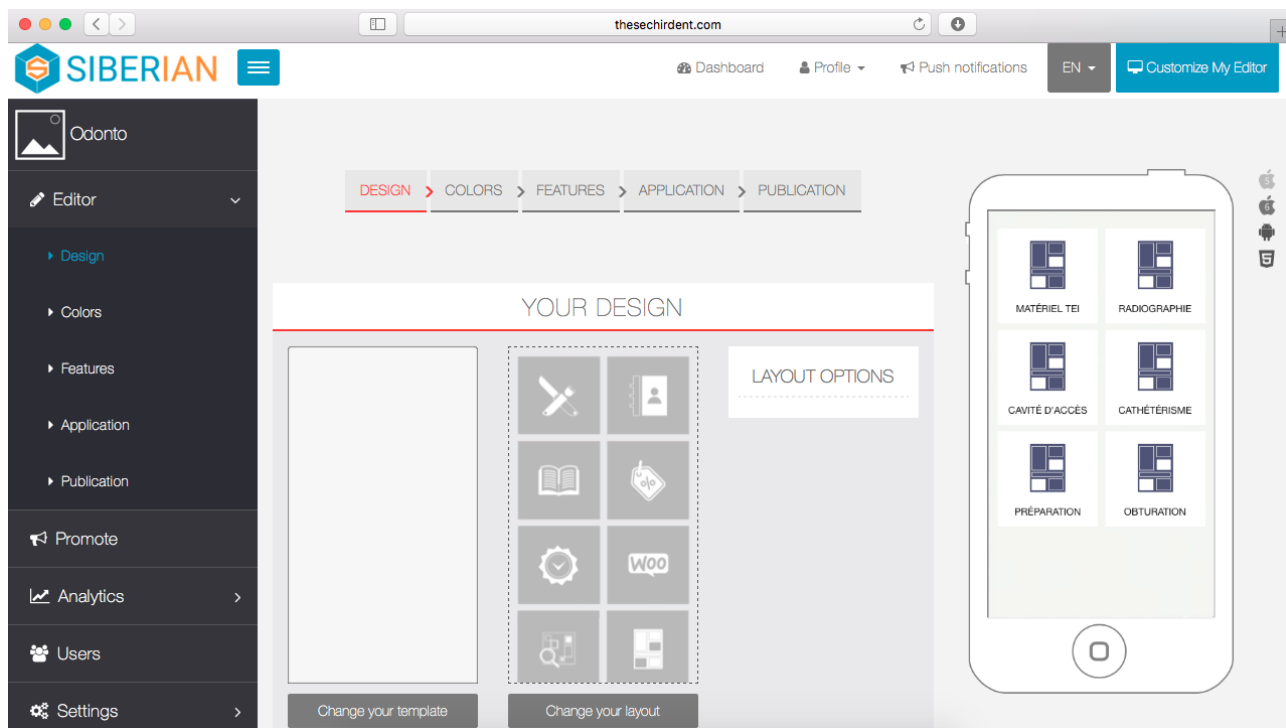 thesechirdent.com
SIBERIAN
Dashboard
Profile
Push notifications
EN
Customize My Editor
Odonto
Editor
Design
Colors
Features
Application
Publication
Promote
Analytics
Users
Settings
DESIGN
COLORS
FEATURES
APPLICATION
PUBLICATION
YOUR DESIGN
%
WOO
Change your template
Change your layout
LAYOUT OPTIONS
MATÉRIEL TEI
RADIOGRAPHIE
CAVITÉ D'ACCÈS
CATHÉTÉRISME
PRÉPARATION
OBTURATION
6
5